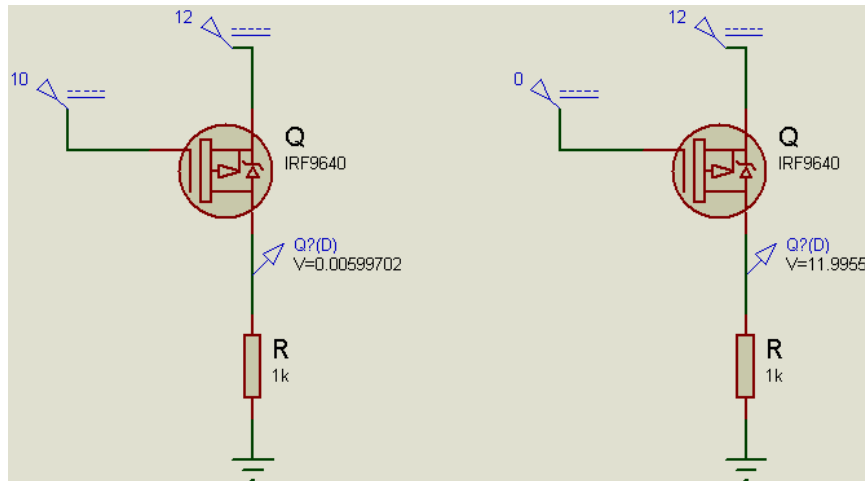 12
10
Q
IRF9640
Q?(D)
V=0.00599702
R
1k
12
0
Q
IRF9640
Q?(D)
V=11.9955
R
1k